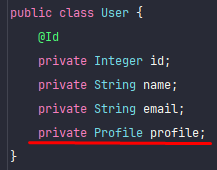 public class User {
@Id
private Integer id;
private String name;
private String email;
private Profile profile;
}